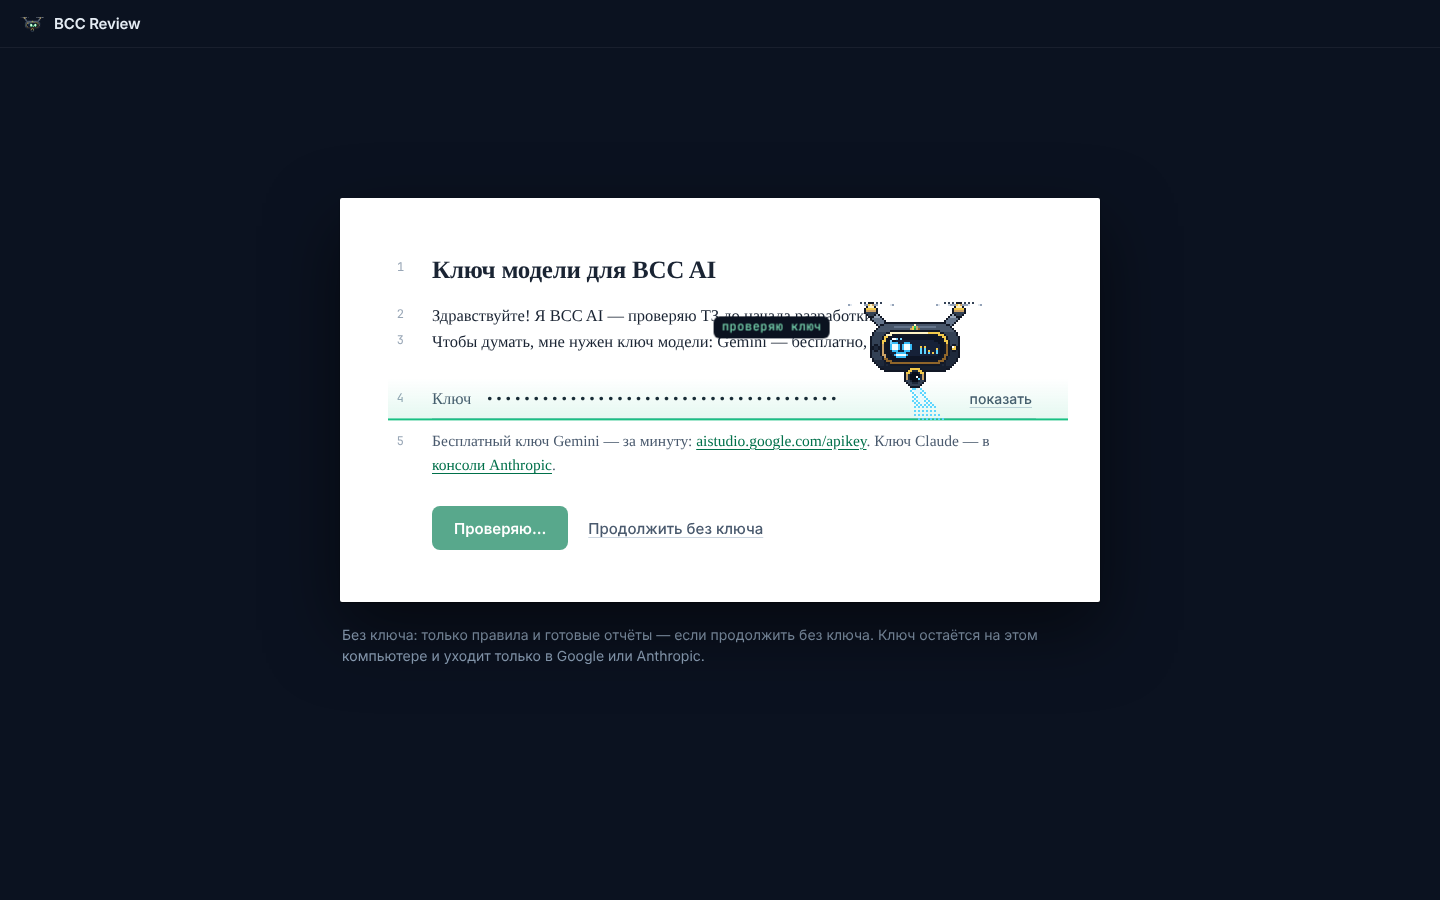 BCC Review
1 Ключ модели для BCC AI
2 Здравствуйте! Я BCC AI — проверяю ТЗ до начала разработки
проверяю ключ
3 Чтобы думать, мне нужен ключ модели: Gemini — бесплатно,
4 Ключ •••••••••••••••••••••••••••••••••••••• показать
5 Бесплатный ключ Gemini — за минуту: aistudio.google.com/apikey. Ключ Claude — в
консоли Anthropic.
Проверяю... Продолжить без ключа
Без ключа: только правила и готовые отчёты — если продолжить без ключа. Ключ остаётся на этом
компьютере и уходит только в Google или Anthropic.